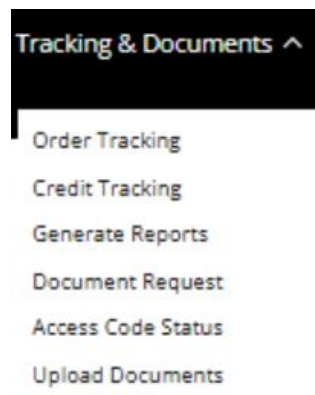 Tracking & Documents
Order Tracking
Credit Tracking
Generate Reports
Document Request
Access Code Status
Upload Documents